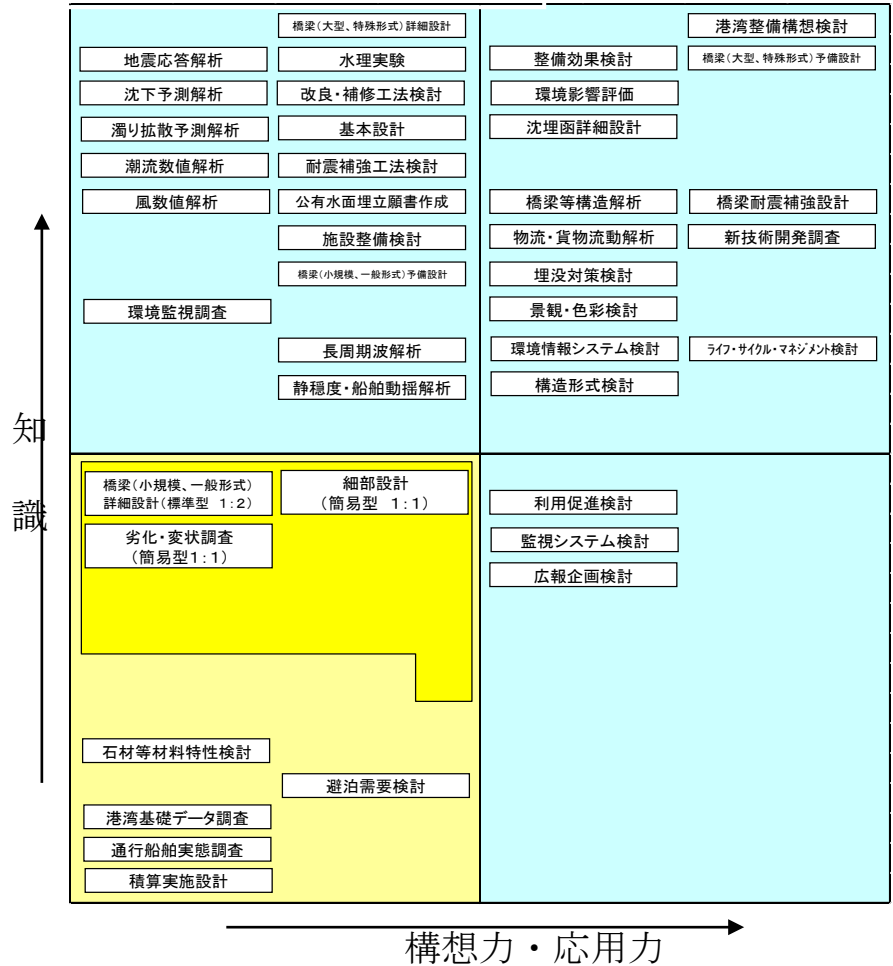 橋梁（大型、特殊形式）詳細設計
地震応答解析
水理実験
沈下予測解析
改良・補修工法検討
濁り拡散予測解析
基本設計
潮流数値解析
耐震補強工法検討
風数値解析
公有水面埋立願書作成
施設整備検討
橋梁（小規模、一般形式）予備設計
環境監視調査
長周期波解析
静穏度・船舶動揺解析
港湾整備構想検討
整備効果検討
橋梁（大型、特殊形式）予備設計
環境影響評価
沈埋函詳細設計
橋梁等構造解析
橋梁耐震補強設計
物流・貨物流動解析
新技術開発調査
埋没対策検討
景観・色彩検討
環境情報システム検討
ライフ・サイクル・マネジメント検討
構造形式検討
知
識
橋梁（小規模、一般形式）
詳細設計（標準型　1：2）
細部設計
（簡易型　1：1）
劣化・変状調査
（簡易型1：1）
利用促進検討
監視システム検討
広報企画検討
石材等材料特性検討
避泊需要検討
港湾基礎データ調査
通行船舶実態調査
積算実施設計
構想力・応用力